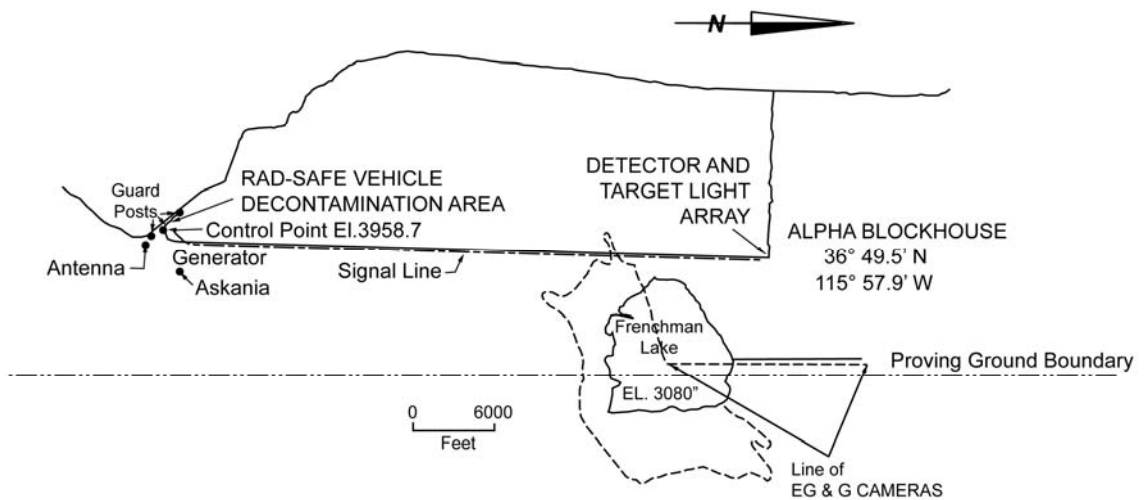 N
DETECTOR AND
TARGET LIGHT
ARRAY
Guard
Posts
RAD-SAFE VEHICLE
DECONTAMINATION AREA
Control Point El.3958.7
ALPHA BLOCKHOUSE
36° 49.5' N
115° 57.9' W
Antenna
Generator
Askania
Signal Line
Frenchman
Lake
EL. 3080"
Proving Ground Boundary
0 6000
Feet
Line of
EG & G CAMERAS